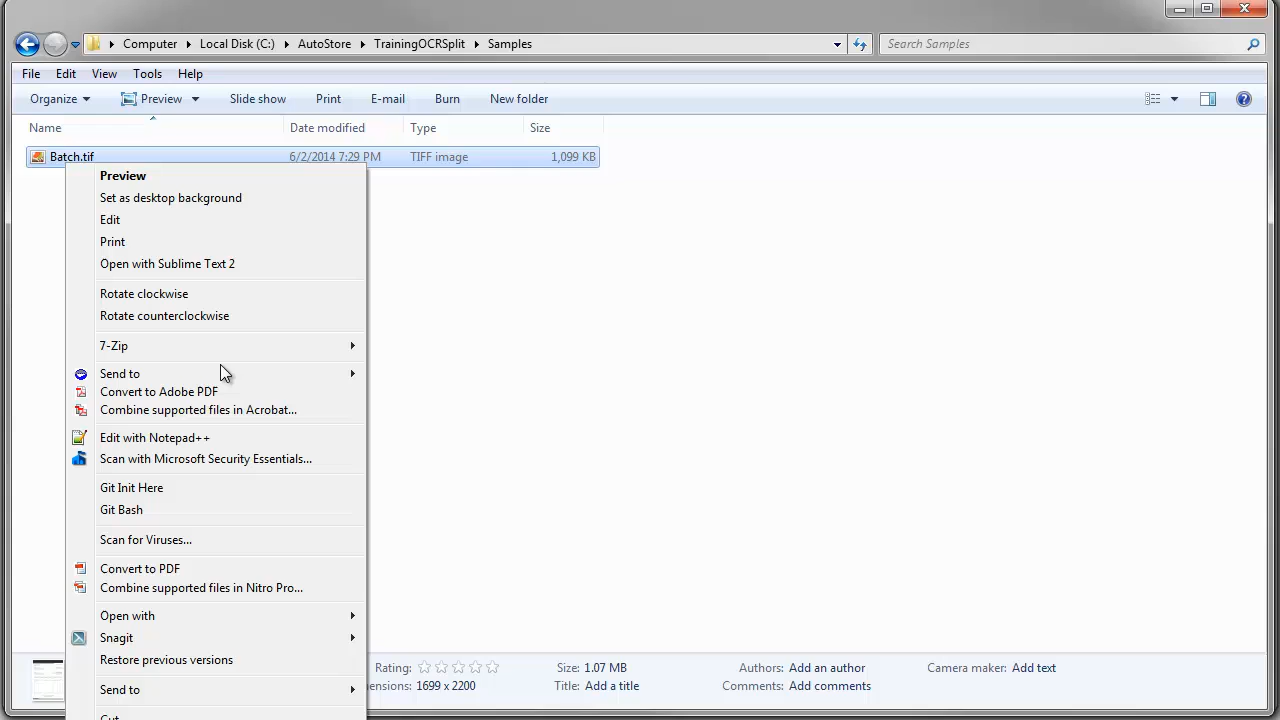 Computer Local Disk (C:) AutoStore TrainingOCRSplit Samples
Search Samples
File Edit View Tools Help
Organize Preview Slide show Print E-mail Burn New folder
Name Date modified Type Size
Batch.tif 6/2/2014 7:29 PM TIFF image 1,099 KB
Preview
Set as desktop background
Edit
Print
Open with Sublime Text 2
Rotate clockwise
Rotate counterclockwise
7-Zip
Send to
Convert to Adobe PDF
Combine supported files in Acrobat...
Edit with Notepad++
Scan with Microsoft Security Essentials...
Git Init Here
Git Bash
Scan for Viruses...
Convert to PDF
Combine supported files in Nitro Pro...
Open with
Snagit
Restore previous versions
Send to
Cut
Rating: Size: 1.07 MB Authors: Add an author Camera maker: Add text
ensions: 1699 x 2200 Title: Add a title Comments: Add comments